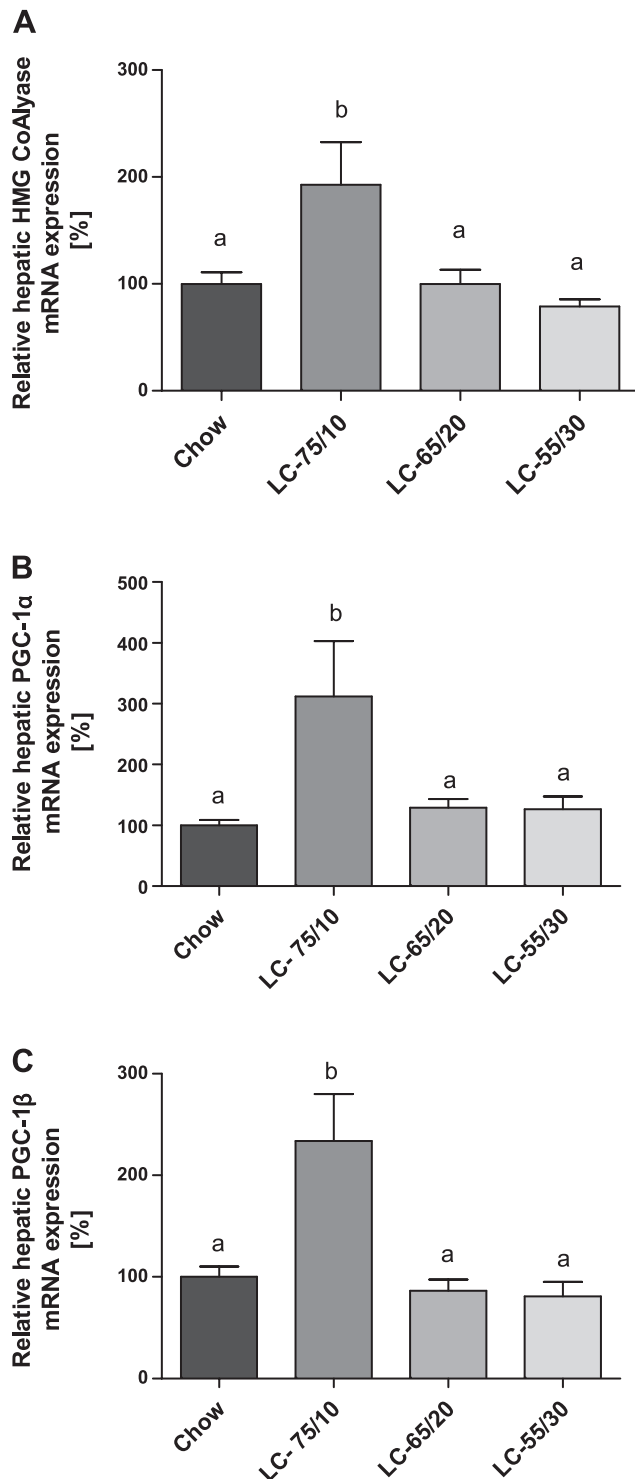 A
Relative hepatic HMG CoAlyase
mRNA expression
[%]
300
200
100
0
b
a
a
a
Chow
LC-75/10
LC-65/20
LC-55/30
B
Relative hepatic PGC-1α
mRNA expression
[%]
500
400
300
200
100
0
b
a
a
a
Chow
LC- 75/10
LC-65/20
LC-55/30
C
Relative hepatic PGC-1β
mRNA expression
[%]
300
200
100
0
b
a
a
a
Chow
LC- 75/10
LC-65/20
LC-55/30